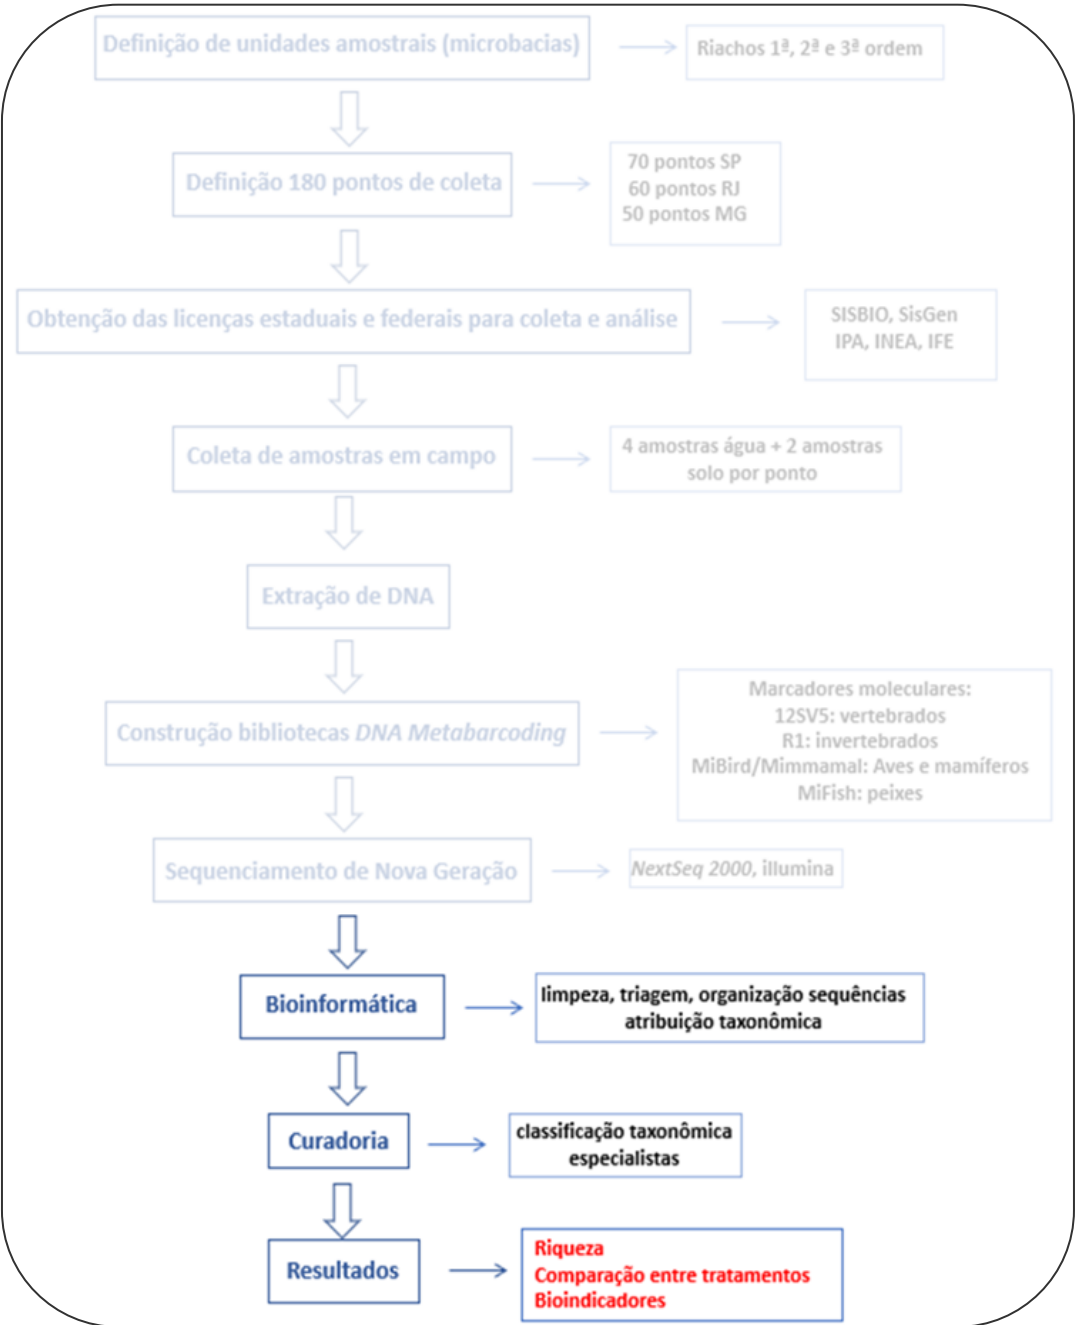 Definição de unidades amostrais (microbacias)
Riachos 1ª, 2ª e 3ª ordem
Definição 180 pontos de coleta
70 pontos SP
60 pontos RJ
50 pontos MG
Obtenção das licenças estaduais e federais para coleta e análise
SISBIO, SisGen
IPA, INEA, IFE
Coleta de amostras em campo
4 amostras água + 2 amostras
solo por ponto
Extração de DNA
Construção bibliotecas DNA Metabarcoding
Marcadores moleculares:
12SV5: vertebrados
R1: invertebrados
MiBird/Mimmamal: Aves e mamíferos
MiFish: peixes
Sequenciamento de Nova Geração
NextSeq 2000, illumina
Bioinformática
limpeza, triagem, organização sequências
atribuição taxonômica
Curadoria
classificação taxonômica
especialistas
Resultados
Riqueza
Comparação entre tratamentos
Bioindicadores